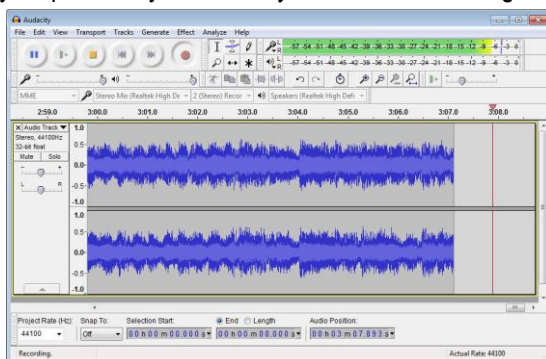 Audacity
File Edit View Transport Tracks Generate Effect Analyze Help
L R -57 -54 -51 -48 -45 -42 -39 -36 -33 -30 -27 -24 -21 -18 -15 -12 -9 -6 -3 0
L R -57 -54 -51 -48 -45 -42 -39 -36 -33 -30 -27 -24 -21 -18 -15 -12 -9 -6 -3 0
MME Stereo Mix (Realtek High De 2 (Stereo) Recor Speakers (Realtek High Defi
2:59.0 3:00.0 3:01.0 3:02.0 3:03.0 3:04.0 3:05.0 3:06.0 3:07.0 3:08.0
X Audio Track 1.0
Stereo, 44100Hz
32-bit float 0.5
Mute Solo
- + 0.0
L R -0.5
-1.0
1.0
0.5
0.0
-0.5
-1.0
Project Rate (Hz): Snap To: Selection Start: End Length Audio Position:
44100 Off 00 h 00 m 00.000 s 00 h 00 m 00.000 s 00 h 03 m 07.893 s
Recording. Actual Rate: 44100